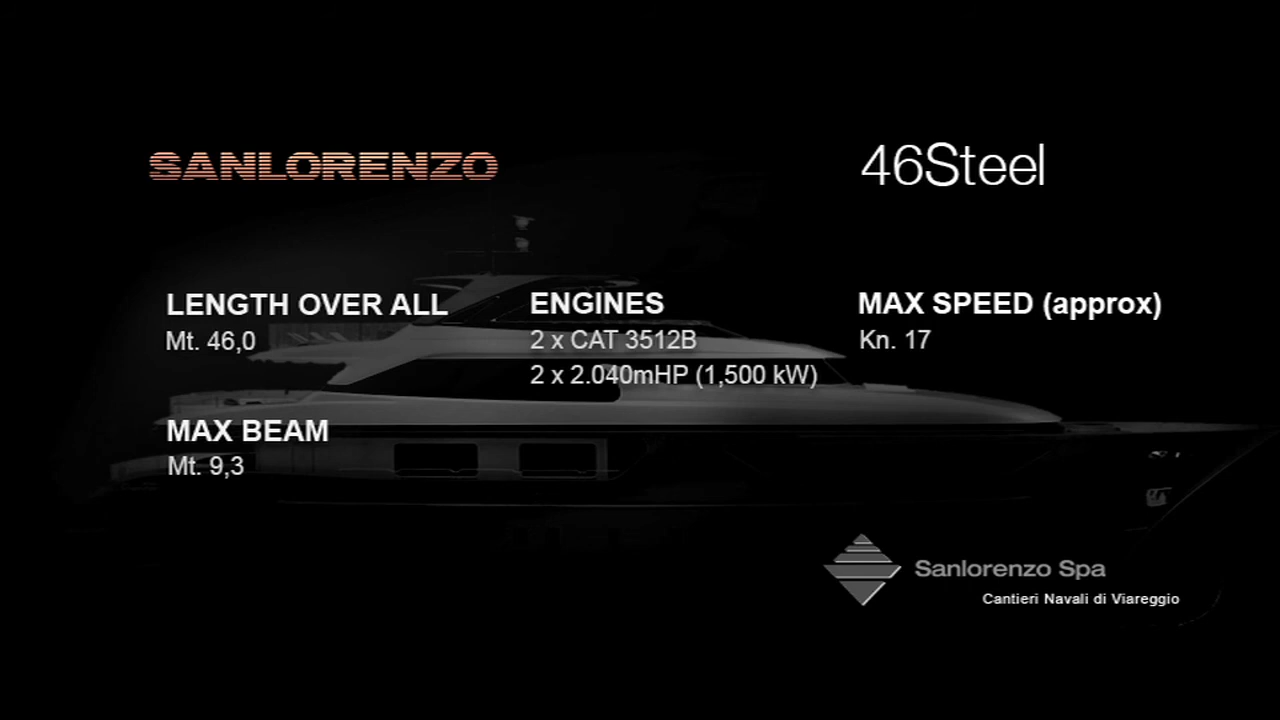 SANLORENZO
46Steel
LENGTH OVER ALL
Mt. 46,0
ENGINES
2 x CAT 3512B
2 x 2.040mHP (1,500 kW)
MAX SPEED (approx)
Kn. 17
MAX BEAM
Mt. 9,3
Sanlorenzo Spa
Cantieri Navali di Viareggio